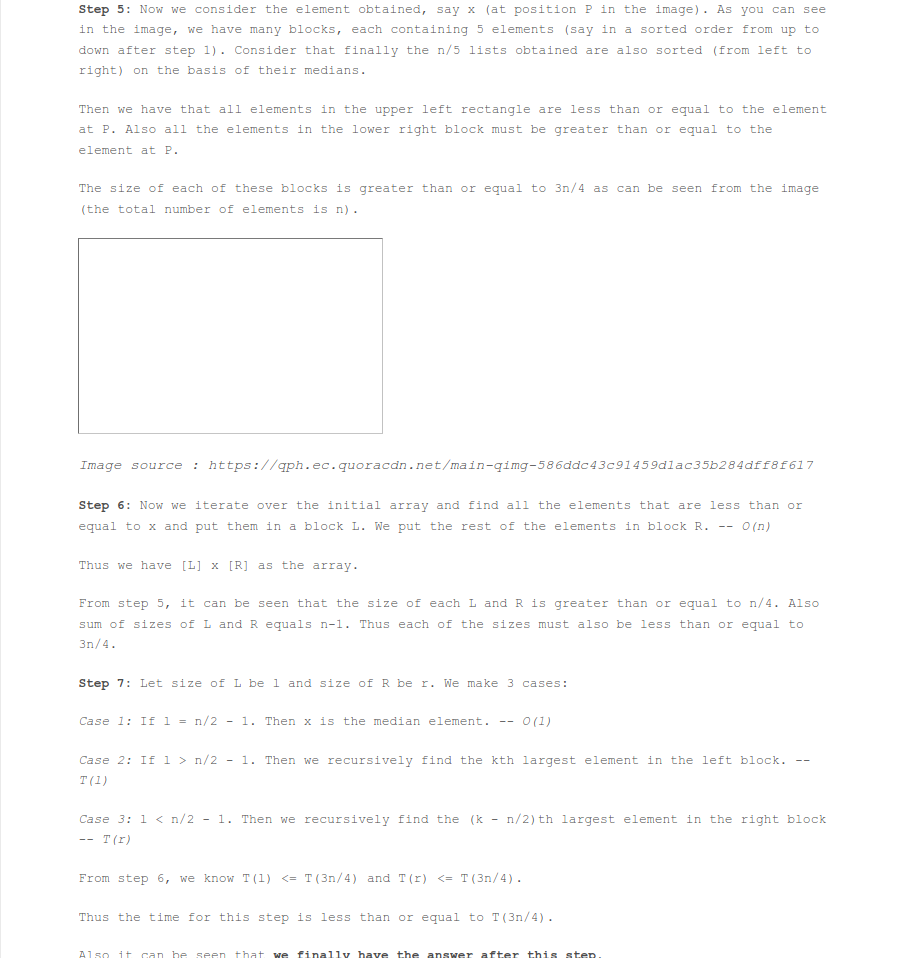 Step 5: Now we consider the element obtained, say x (at position P in the image). As you can see
in the image, we have many blocks, each containing 5 elements (say in a sorted order from up to
down after step 1). Consider that finally the n/5 lists obtained are also sorted (from left to
right) on the basis of their medians.
Then we have that all elements in the upper left rectangle are less than or equal to the element
at P. Also all the elements in the lower right block must be greater than or equal to the
element at P.
The size of each of these blocks is greater than or equal to 3n/4 as can be seen from the image
(the total number of elements is n).
Image source : https://qph.ec.quoracdn.net/main-qimg-586ddc43c91459d1ac35b284dff8f617
Step 6: Now we iterate over the initial array and find all the elements that are less than or
equal to x and put them in a block L. We put the rest of the elements in block R. -- O(n)
Thus we have [L] x [R] as the array.
From step 5, it can be seen that the size of each L and R is greater than or equal to n/4. Also
sum of sizes of L and R equals n-1. Thus each of the sizes must also be less than or equal to
3n/4.
Step 7: Let size of L be l and size of R be r. We make 3 cases:
Case 1: If l = n/2 - 1. Then x is the median element. -- O(1)
Case 2: If l > n/2 - 1. Then we recursively find the kth largest element in the left block. --
T(l)
Case 3: l < n/2 - 1. Then we recursively find the (k - n/2)th largest element in the right block
-- T(r)
From step 6, we know T(l) <= T(3n/4) and T(r) <= T(3n/4).
Thus the time for this step is less than or equal to T(3n/4).
Also it can be seen that we finally have the answer after this step.